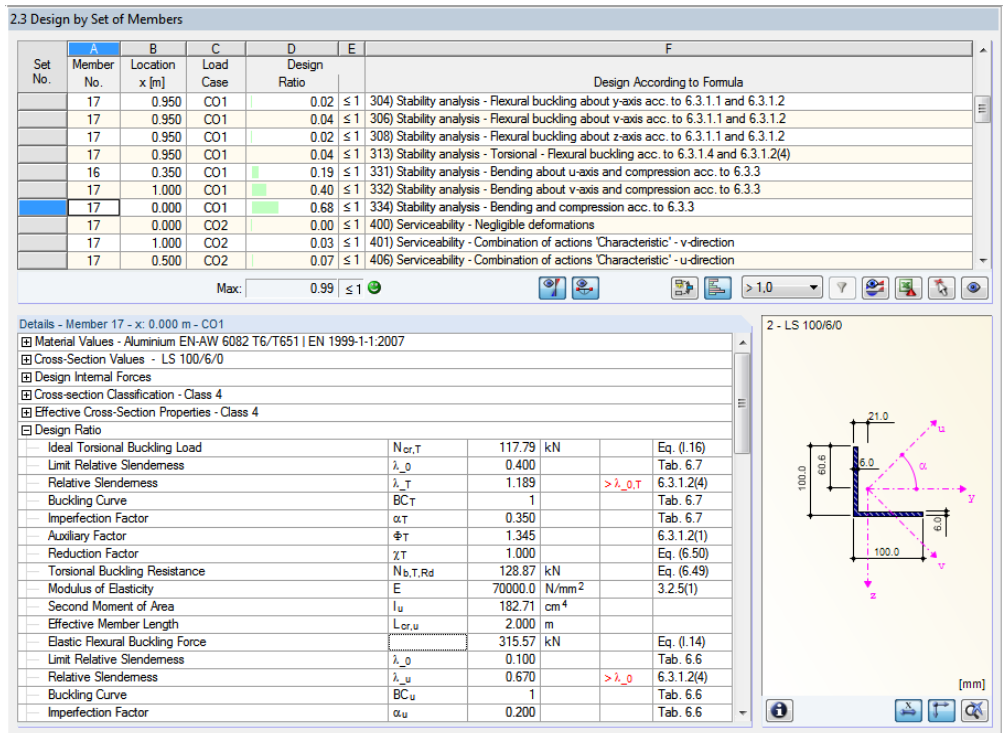 2.3 Design by Set of Members
A B C D E F
Set Member Location Load Design
No. No. x [m] Case Ratio Design According to Formula
17 0.950 CO1 0.02 ≤ 1 304) Stability analysis - Flexural buckling about y-axis acc. to 6.3.1.1 and 6.3.1.2
17 0.950 CO1 0.04 ≤ 1 306) Stability analysis - Flexural buckling about v-axis acc. to 6.3.1.1 and 6.3.1.2
17 0.950 CO1 0.02 ≤ 1 308) Stability analysis - Flexural buckling about z-axis acc. to 6.3.1.1 and 6.3.1.2
17 0.950 CO1 0.04 ≤ 1 313) Stability analysis - Torsional - Flexural buckling acc. to 6.3.1.4 and 6.3.1.2(4)
16 0.350 CO1 0.19 ≤ 1 331) Stability analysis - Bending about u-axis and compression acc. to 6.3.3
17 1.000 CO1 0.40 ≤ 1 332) Stability analysis - Bending about v-axis and compression acc. to 6.3.3
17 0.000 CO1 0.68 ≤ 1 334) Stability analysis - Bending and compression acc. to 6.3.3
17 0.000 CO2 0.00 ≤ 1 400) Serviceability - Negligible deformations
17 1.000 CO2 0.03 ≤ 1 401) Serviceability - Combination of actions 'Characteristic' - v-direction
17 0.500 CO2 0.07 ≤ 1 406) Serviceability - Combination of actions 'Characteristic' - u-direction
Max: 0.99 ≤ 1 > 1,0
Details - Member 17 - x: 0.000 m - CO1
Material Values - Aluminium EN-AW 6082 T6/T651 | EN 1999-1-1:2007
Cross-Section Values - LS 100/6/0
Design Internal Forces
Cross-section Classification - Class 4
Effective Cross-Section Properties - Class 4
Design Ratio
Ideal Torsional Buckling Load N cr,T 117.79 kN Eq. (I.16)
Limit Relative Slenderness λ_0 0.400 Tab. 6.7
Relative Slenderness λ_T 1.189 > λ_0,T 6.3.1.2(4)
Buckling Curve BC T 1 Tab. 6.7
Imperfection Factor α T 0.350 Tab. 6.7
Auxiliary Factor Φ T 1.345 6.3.1.2(1)
Reduction Factor χ T 1.000 Eq. (6.50)
Torsional Buckling Resistance N b,T,Rd 128.87 kN Eq. (6.49)
Modulus of Elasticity E 70000.0 N/mm² 3.2.5(1)
Second Moment of Area I u 182.71 cm⁴
Effective Member Length L cr,u 2.000 m
Elastic Flexural Buckling Force 315.57 kN Eq. (I.14)
Limit Relative Slenderness λ_0 0.100 Tab. 6.6
Relative Slenderness λ_u 0.670 > λ_0 6.3.1.2(4)
Buckling Curve BC u 1 Tab. 6.6
Imperfection Factor α u 0.200 Tab. 6.6
2 - LS 100/6/0
21.0
u
100.0
60.6
6.0
α
y
6.0
100.0
v
z
[mm]